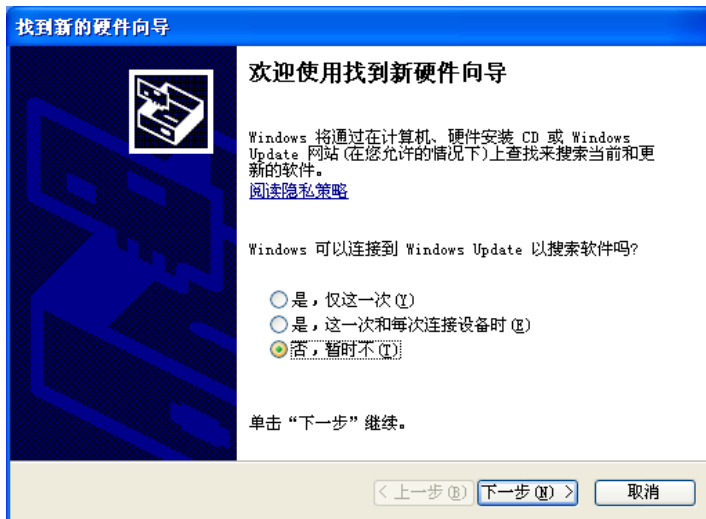 找到新的硬件向导
欢迎使用找到新硬件向导
Windows 将通过在计算机、硬件安装 CD 或 Windows
Update 网站(在您允许的情况下)上查找来搜索当前和更
新的软件。
阅读隐私策略
Windows 可以连接到 Windows Update 以搜索软件吗?
是，仅这一次(Y)
是，这一次和每次连接设备时(E)
否，暂时不(T)
单击“下一步”继续。
< 上一步(B) 下一步(N) > 取消